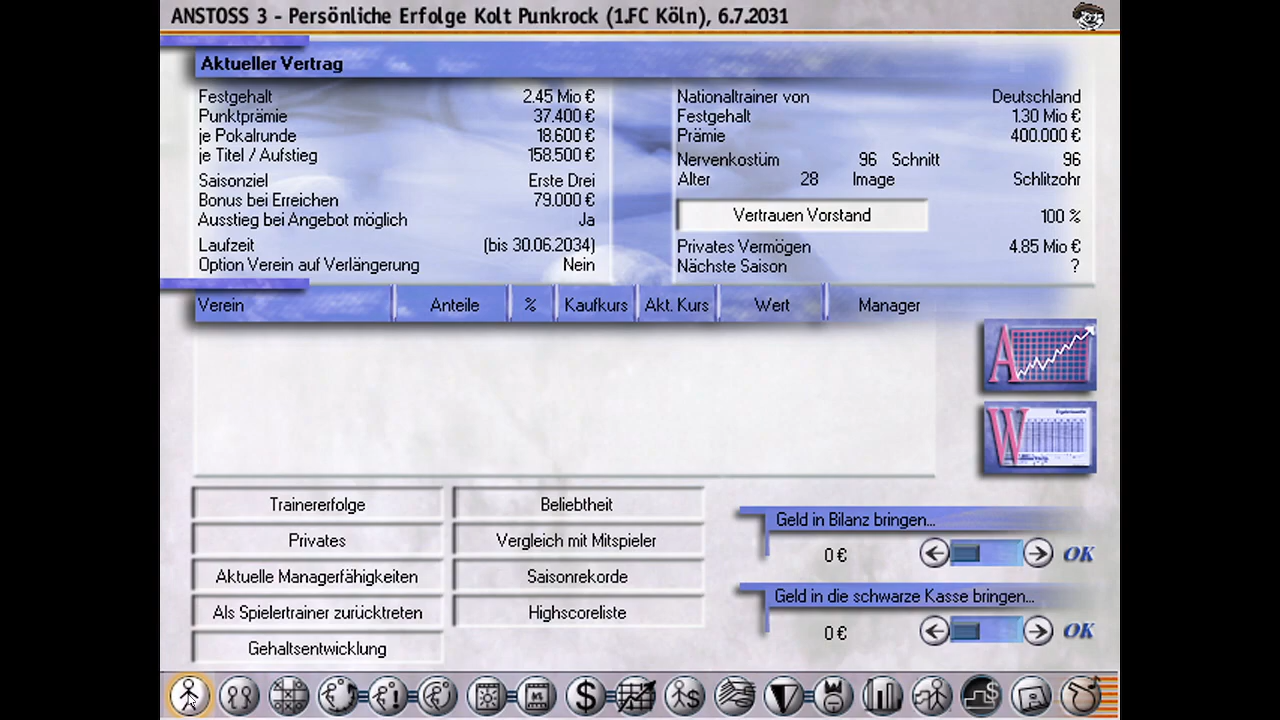 ANSTOSS 3 - Persönliche Erfolge Kolt Punkrock (1.FC Köln), 6.7.2031
Aktueller Vertrag
Festgehalt 2.45 Mio €
Punktprämie 37.400 €
je Pokalrunde 18.600 €
je Titel / Aufstieg 158.500 €
Saisonziel Erste Drei
Bonus bei Erreichen 79.000 €
Ausstieg bei Angebot möglich Ja
Laufzeit (bis 30.06.2034)
Option Verein auf Verlängerung Nein
Nationaltrainer von Deutschland
Festgehalt 1.30 Mio €
Prämie 400.000 €
Nervenkostüm 96 Schnitt 96
Alter 28 Image Schlitzohr
Vertrauen Vorstand 100 %
Privates Vermögen 4.85 Mio €
Nächste Saison ?
Verein Anteile % Kaufkurs Akt. Kurs Wert Manager
A
W
Trainererfolge
Beliebtheit
Privates
Vergleich mit Mitspieler
Aktuelle Managerfähigkeiten
Saisonrekorde
Als Spielertrainer zurücktreten
Highscoreliste
Gehaltsentwicklung
Geld in Bilanz bringen...
0 € OK
Geld in die schwarze Kasse bringen...
0 € OK